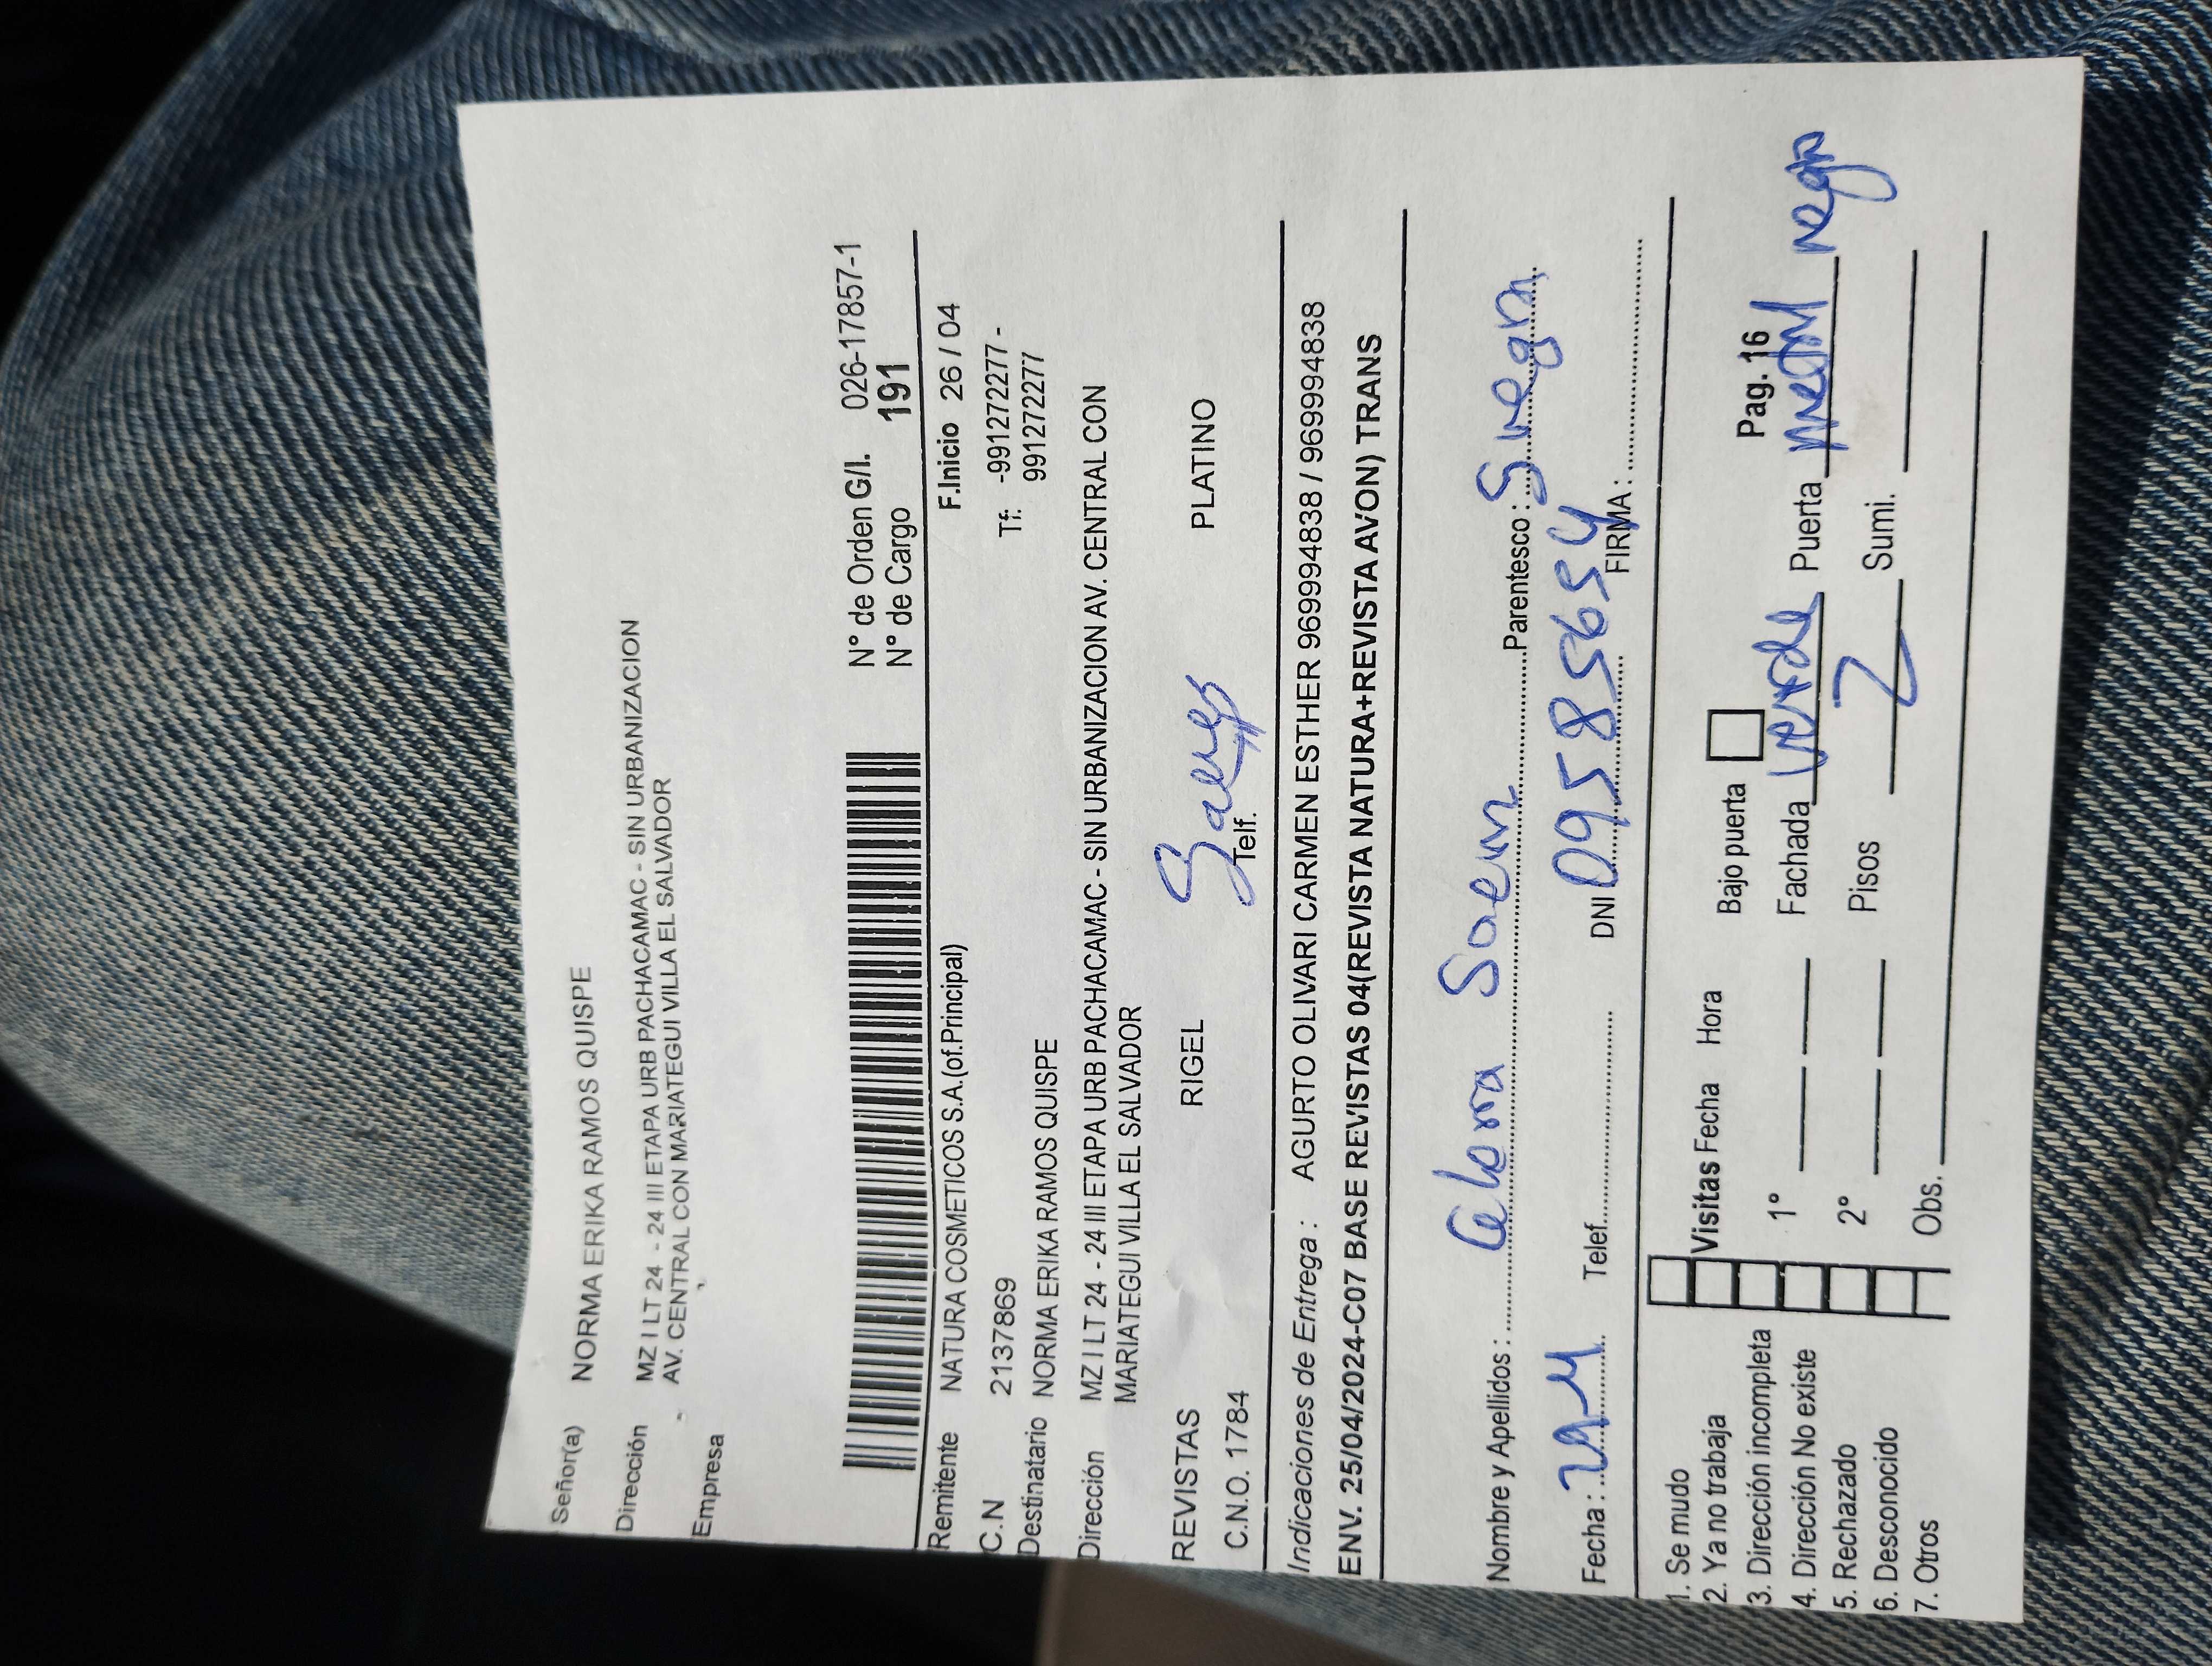 Señor(a) NORMA ERIKA RAMOS QUISPE
Dirección MZ I LT 24 - 24 III ETAPA URB PACHACAMAC - SIN URBANIZACION
AV. CENTRAL CON MARIATEGUI VILLA EL SALVADOR
Empresa
N° de Orden G/I. 026-17857-1
N° de Cargo 191
Remitente NATURA COSMETICOS S.A.(of.Principal) F.Inicio 26 / 04
C.N 2137869 Tf: -991272277 -
Destinatario NORMA ERIKA RAMOS QUISPE 991272277
Dirección MZ I LT 24 - 24 III ETAPA URB PACHACAMAC - SIN URBANIZACION AV. CENTRAL CON
MARIATEGUI VILLA EL SALVADOR
REVISTAS RIGEL PLATINO
C.N.O. 1784 Telf.
Indicaciones de Entrega : AGURTO OLIVARI CARMEN ESTHER 969994838 / 969994838
ENV. 25/04/2024-C07 BASE REVISTAS 04(REVISTA NATURA+REVISTA AVON) TRANS
Nombre y Apellidos : Parentesco : Suegra
Fecha : Telef. DNI 09585654 FIRMA :
1. Se mudo
2. Ya no trabaja Visitas Fecha Hora Bajo puerta Pag. 16
3. Dirección incompleta 1° Fachada verde Puerta metal negro
4. Dirección No existe
5. Rechazado 2° Pisos 2 Sumi.
6. Desconocido
7. Otros Obs.